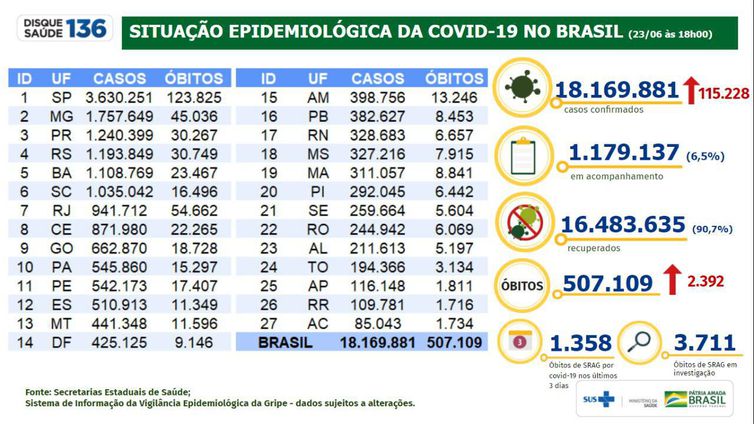 DISQUE SAÚDE 136
SITUAÇÃO EPIDEMIOLÓGICA DA COVID-19 NO BRASIL (23/06 às 18h00)
ID UF CASOS ÓBITOS
1 SP 3.630.251 123.825
2 MG 1.757.649 45.036
3 PR 1.240.399 30.267
4 RS 1.193.849 30.749
5 BA 1.108.769 23.467
6 SC 1.035.042 16.496
7 RJ 941.712 54.662
8 CE 871.980 22.265
9 GO 662.870 18.728
10 PA 545.860 15.297
11 PE 542.173 17.407
12 ES 510.913 11.349
13 MT 441.348 11.596
14 DF 425.125 9.146
ID UF CASOS ÓBITOS
15 AM 398.756 13.246
16 PB 382.627 8.453
17 RN 328.683 6.657
18 MS 327.216 7.915
19 MA 311.057 8.841
20 PI 292.045 6.442
21 SE 259.664 5.604
22 RO 244.942 6.069
23 AL 211.613 5.197
24 TO 194.366 3.134
25 AP 116.148 1.811
26 RR 109.781 1.716
27 AC 85.043 1.734
BRASIL 18.169.881 507.109
18.169.881 115.228
casos confirmados
1.179.137 (6,5%)
em acompanhamento
16.483.635 (90,7%)
recuperados
ÓBITOS 507.109 2.392
3
1.358
Óbitos de SRAG por
covid-19 nos últimos
3 dias
3.711
Óbitos de SRAG em
investigação
Fonte: Secretarias Estaduais de Saúde;
Sistema de Informação da Vigilância Epidemiológica da Gripe - dados sujeitos a alterações.
SUS
MINISTÉRIO DA
SAÚDE
PÁTRIA AMADA
BRASIL
GOVERNO FEDERAL